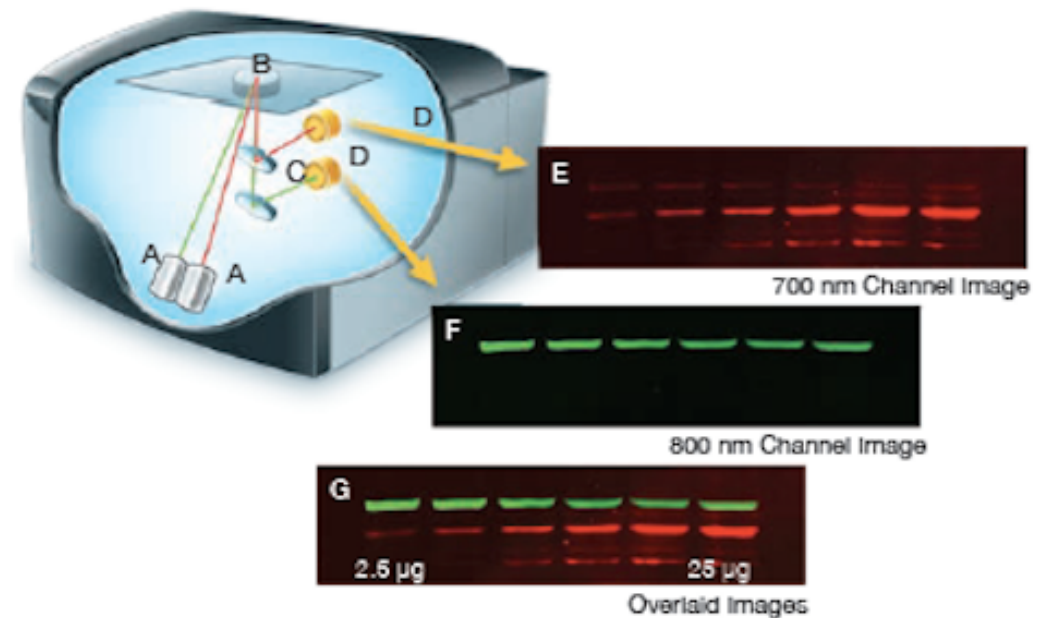 B
D
D
C
A
A
E
700 nm Channel Image
F
800 nm Channel Image
G
2.5 µg
25 µg
Overlaid Images